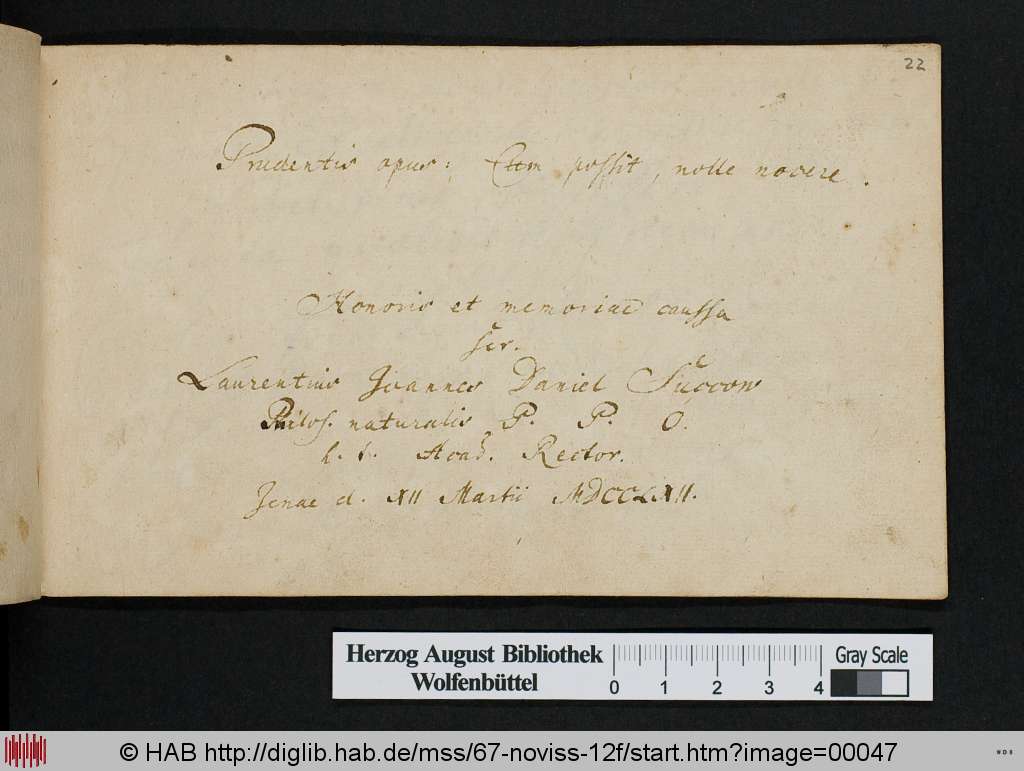 22
Prudentis opus: Cum possit, nolle nocere.
Honoris et memoriae caussa
scr.
Laurentius Joannes Daniel Succow
Philos. naturalis P. P. O.
h. t. Acad. Rector.
Jenae d. XII Martii MDCCLXII.
Herzog August Bibliothek
Wolfenbüttel
0 1 2 3 4
Gray Scale
© HAB http://diglib.hab.de/mss/67-noviss-12f/start.htm?image=00047
WDB